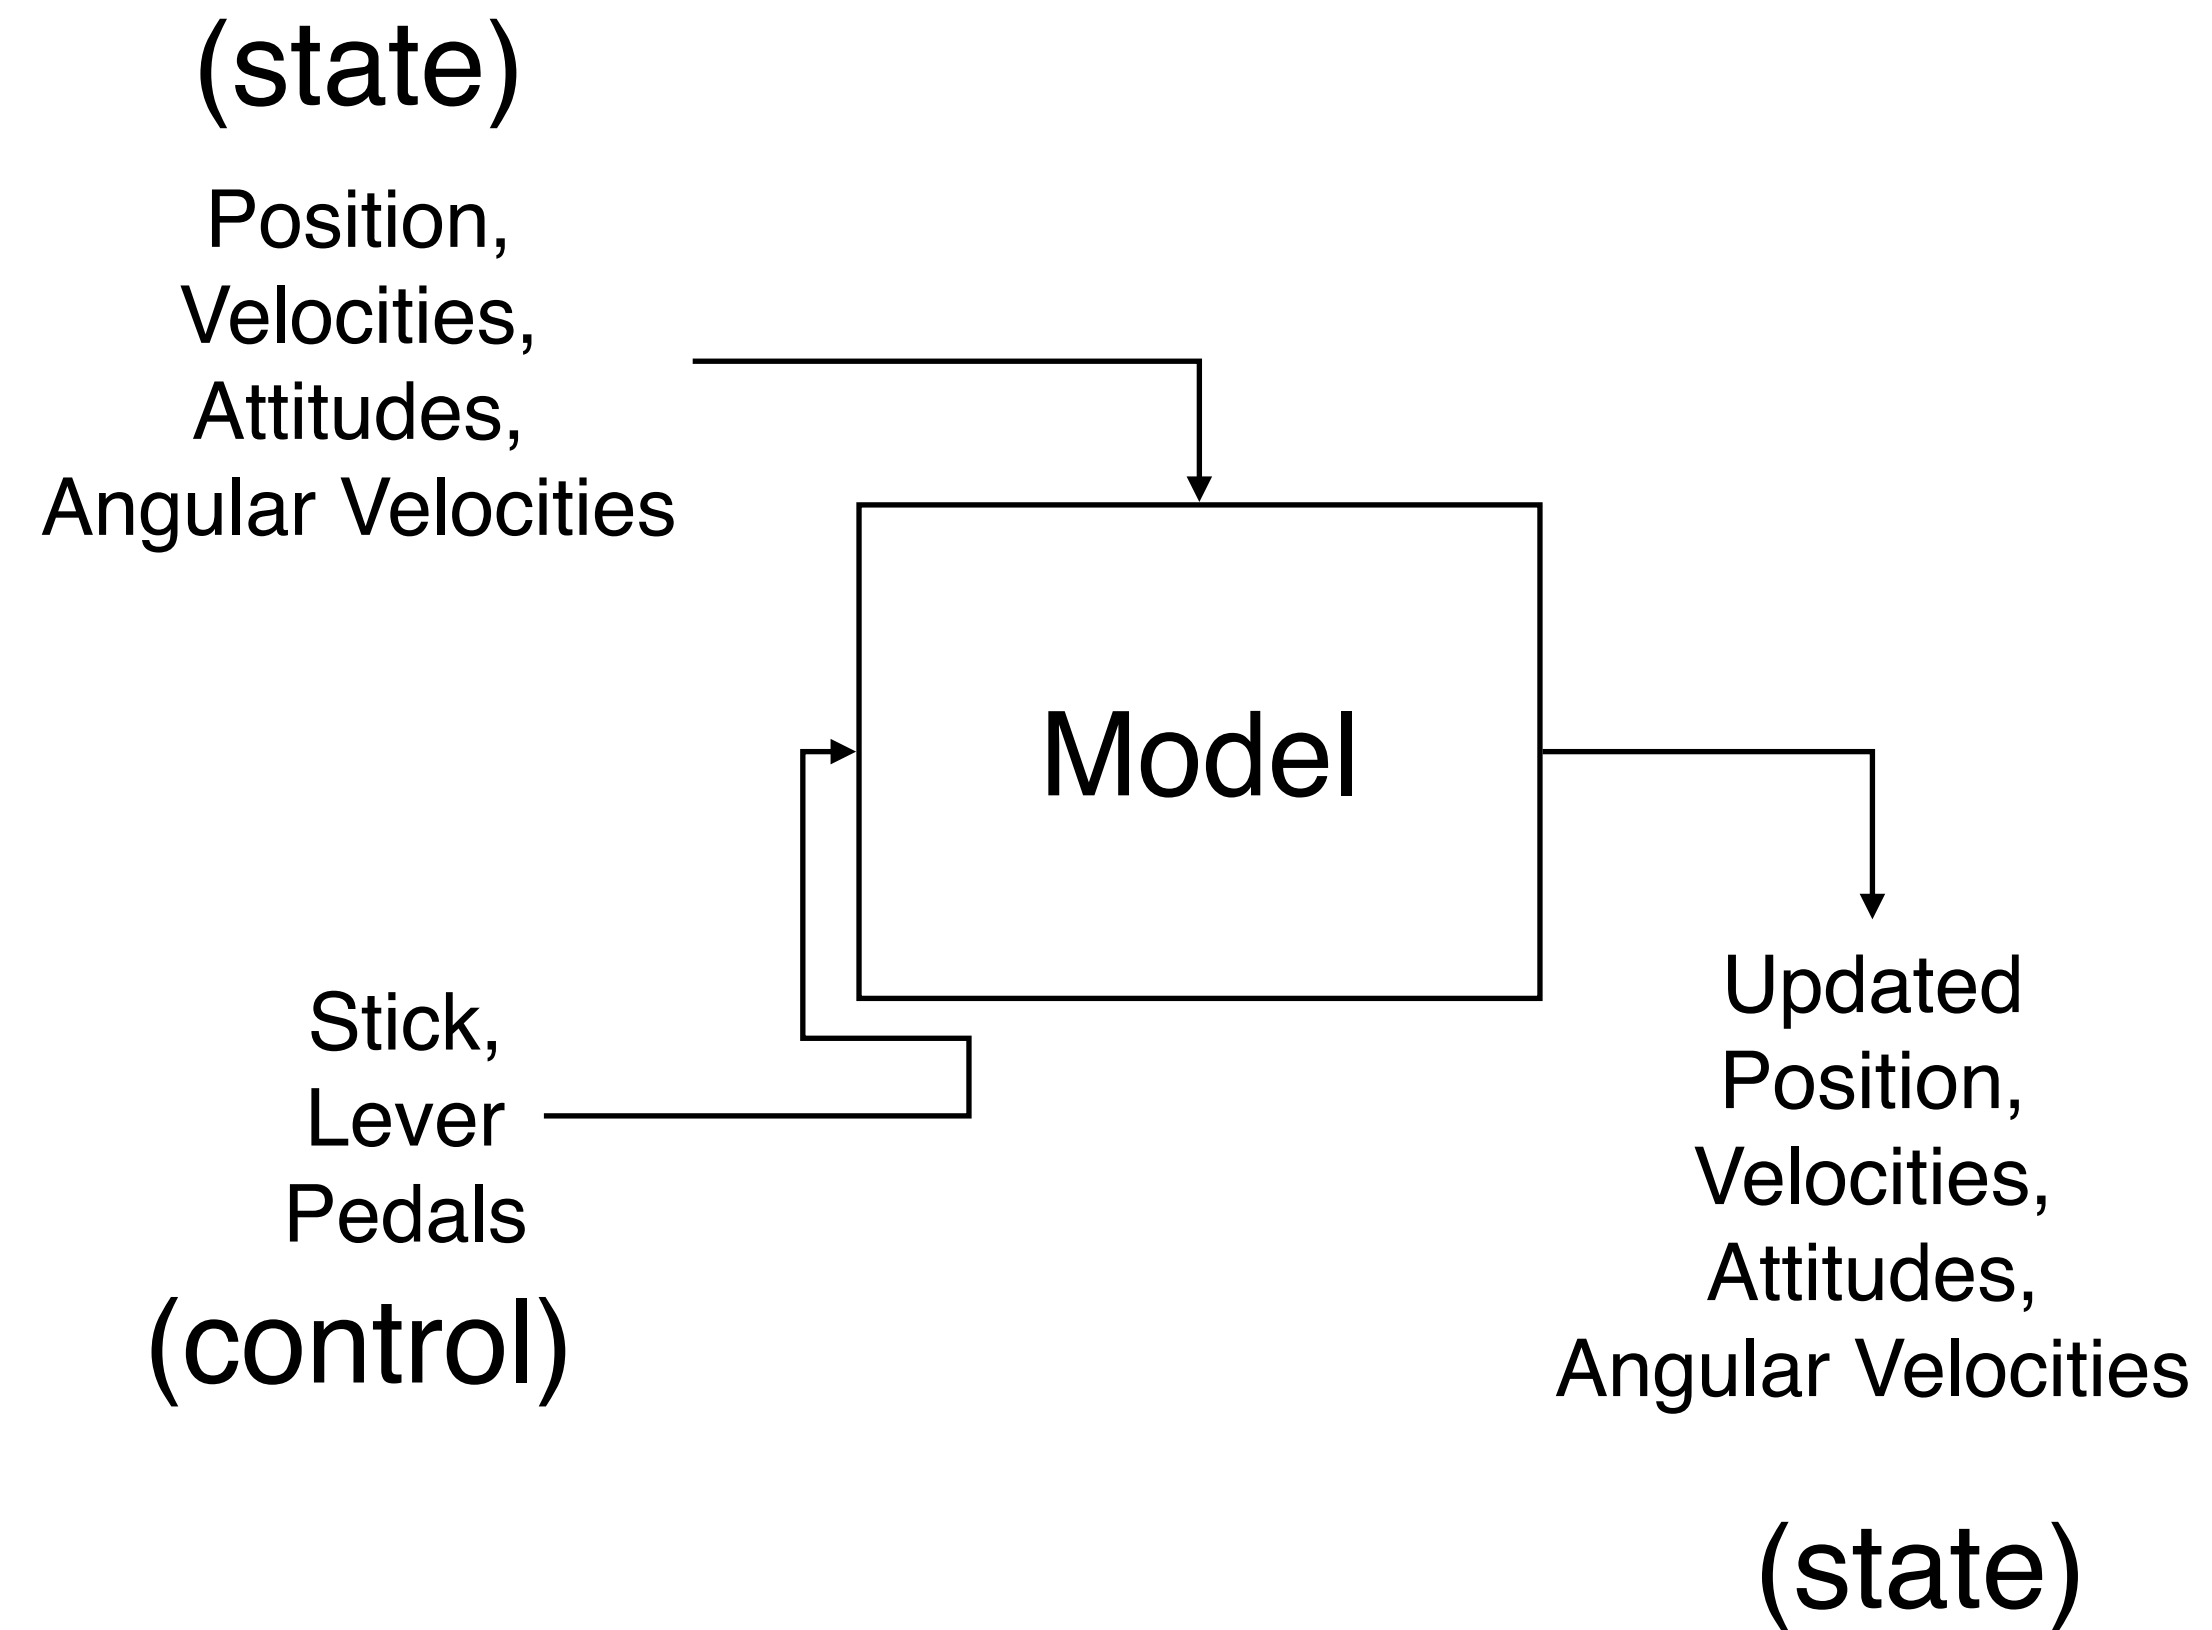 (state)
Position,
Velocities,
Attitudes,
Angular Velocities
Model
Stick,
Lever
Pedals
(control)
Updated
Position,
Velocities,
Attitudes,
Angular Velocities
(state)